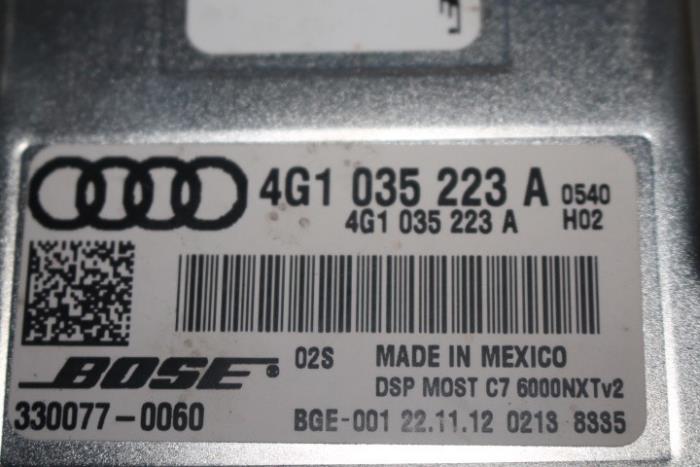 4G1 035 223 A 0540
4G1 035 223 A H02
BOSE® 02S MADE IN MEXICO
DSP MOST C7 6000NXTv2
330077-0060 BGE-001 22.11.12 0213 8335